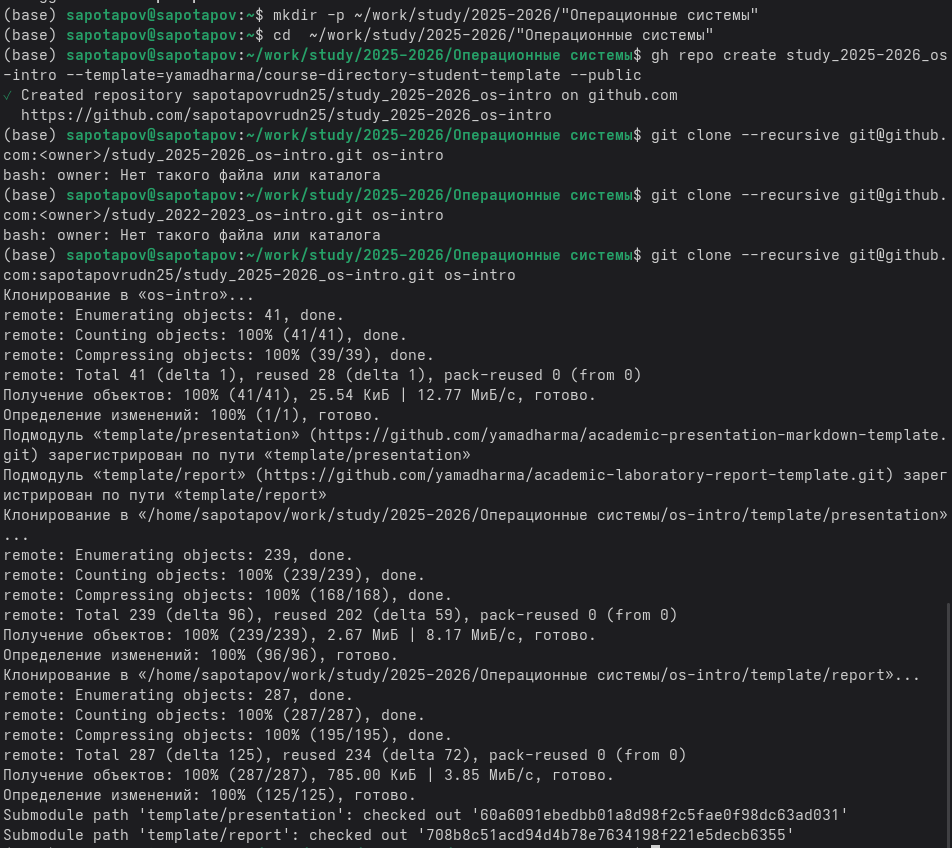 (base) sapotapov@sapotapov:~$ mkdir -p ~/work/study/2025-2026/"Операционные системы"
(base) sapotapov@sapotapov:~$ cd  ~/work/study/2025-2026/"Операционные системы"
(base) sapotapov@sapotapov:~/work/study/2025-2026/Операционные системы$ gh repo create study_2025-2026_os
-intro --template=yamadharma/course-directory-student-template --public
✓ Created repository sapotapovrudn25/study_2025-2026_os-intro on github.com
  https://github.com/sapotapovrudn25/study_2025-2026_os-intro
(base) sapotapov@sapotapov:~/work/study/2025-2026/Операционные системы$ git clone --recursive git@github.
com:<owner>/study_2025-2026_os-intro.git os-intro
bash: owner: Нет такого файла или каталога
(base) sapotapov@sapotapov:~/work/study/2025-2026/Операционные системы$ git clone --recursive git@github.
com:<owner>/study_2022-2023_os-intro.git os-intro
bash: owner: Нет такого файла или каталога
(base) sapotapov@sapotapov:~/work/study/2025-2026/Операционные системы$ git clone --recursive git@github.
com:sapotapovrudn25/study_2025-2026_os-intro.git os-intro
Клонирование в «os-intro»...
remote: Enumerating objects: 41, done.
remote: Counting objects: 100% (41/41), done.
remote: Compressing objects: 100% (39/39), done.
remote: Total 41 (delta 1), reused 28 (delta 1), pack-reused 0 (from 0)
Получение объектов: 100% (41/41), 25.54 КиБ | 12.77 МиБ/с, готово.
Определение изменений: 100% (1/1), готово.
Подмодуль «template/presentation» (https://github.com/yamadharma/academic-presentation-markdown-template.
git) зарегистрирован по пути «template/presentation»
Подмодуль «template/report» (https://github.com/yamadharma/academic-laboratory-report-template.git) зарег
истрирован по пути «template/report»
Клонирование в «/home/sapotapov/work/study/2025-2026/Операционные системы/os-intro/template/presentation»
...
remote: Enumerating objects: 239, done.
remote: Counting objects: 100% (239/239), done.
remote: Compressing objects: 100% (168/168), done.
remote: Total 239 (delta 96), reused 202 (delta 59), pack-reused 0 (from 0)
Получение объектов: 100% (239/239), 2.67 МиБ | 8.17 МиБ/с, готово.
Определение изменений: 100% (96/96), готово.
Клонирование в «/home/sapotapov/work/study/2025-2026/Операционные системы/os-intro/template/report»...
remote: Enumerating objects: 287, done.
remote: Counting objects: 100% (287/287), done.
remote: Compressing objects: 100% (195/195), done.
remote: Total 287 (delta 125), reused 234 (delta 72), pack-reused 0 (from 0)
Получение объектов: 100% (287/287), 785.00 КиБ | 3.85 МиБ/с, готово.
Определение изменений: 100% (125/125), готово.
Submodule path 'template/presentation': checked out '60a6091ebedbb01a8d98f2c5fae0f98dc63ad031'
Submodule path 'template/report': checked out '708b8c51acd94d4b78e7634198f221e5decb6355'